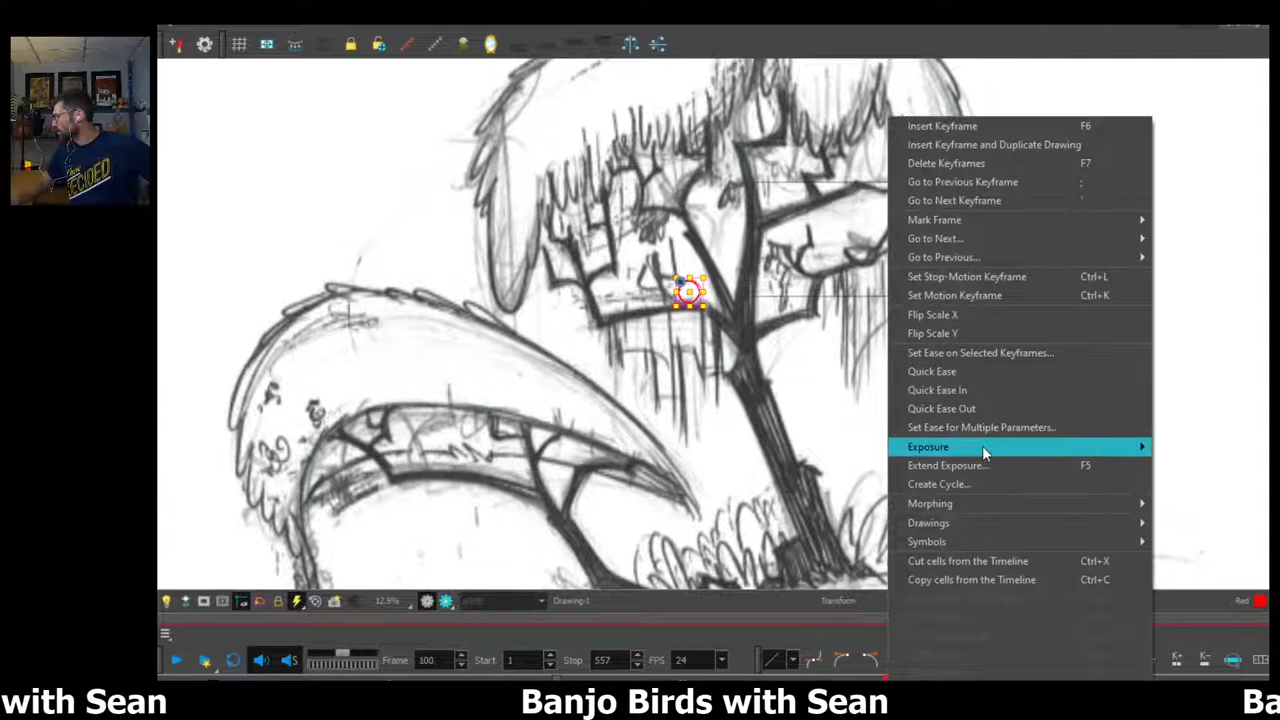 Insert Keyframe F6
Insert Keyframe and Duplicate Drawing
Delete Keyframes F7
Go to Previous Keyframe ;
Go to Next Keyframe '
Mark Frame
Go to Next...
Go to Previous...
Set Stop-Motion Keyframe Ctrl+L
Set Motion Keyframe Ctrl+K
Flip Scale X
Flip Scale Y
Set Ease on Selected Keyframes...
Quick Ease
Quick Ease In
Quick Ease Out
Set Ease for Multiple Parameters..
Exposure
Extend Exposure... F5
Create Cycle...
Morphing
Drawings
Symbols
Cut cells from the Timeline Ctrl+X
Copy cells from the Timeline Ctrl+C
12.5% Transform Red
Frame 100 Start 1 Stop 557 FPS 24 K+ K-
with Sean Banjo Birds with Sean Ba